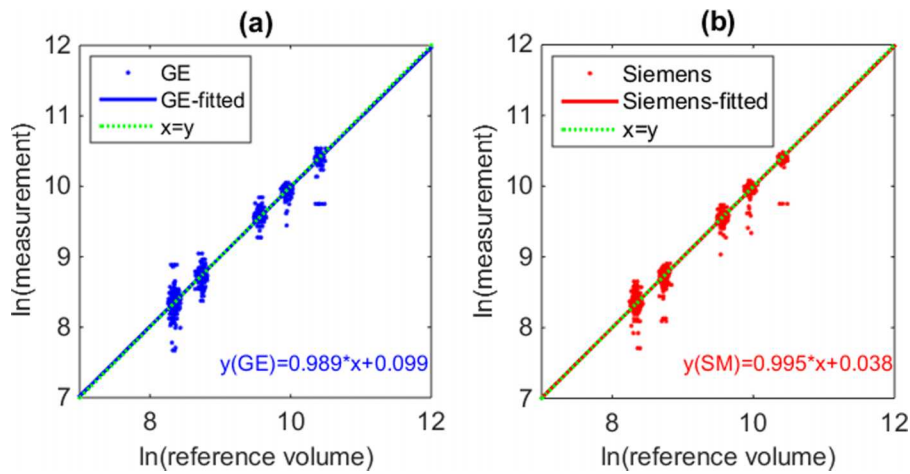 (a)
12
11
10
9
8
7
8
10
12
ln(measurement)
ln(reference volume)
GE
GE-fitted
x=y
y(GE)=0.989*x+0.099
(b)
12
11
10
9
8
7
8
10
12
ln(measurement)
ln(reference volume)
Siemens
Siemens-fitted
x=y
y(SM)=0.995*x+0.038